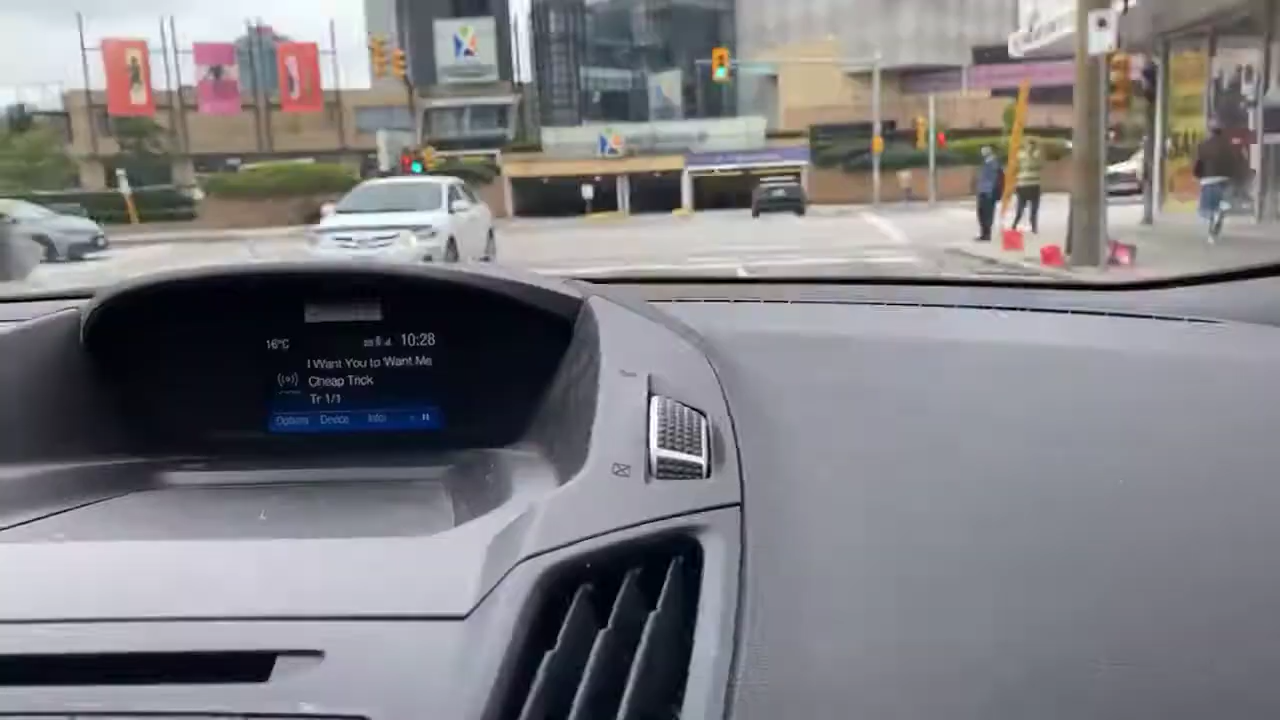 16°C
10:28
I Want You to Want Me
Cheap Trick
Tr 1/1
Options Device Info